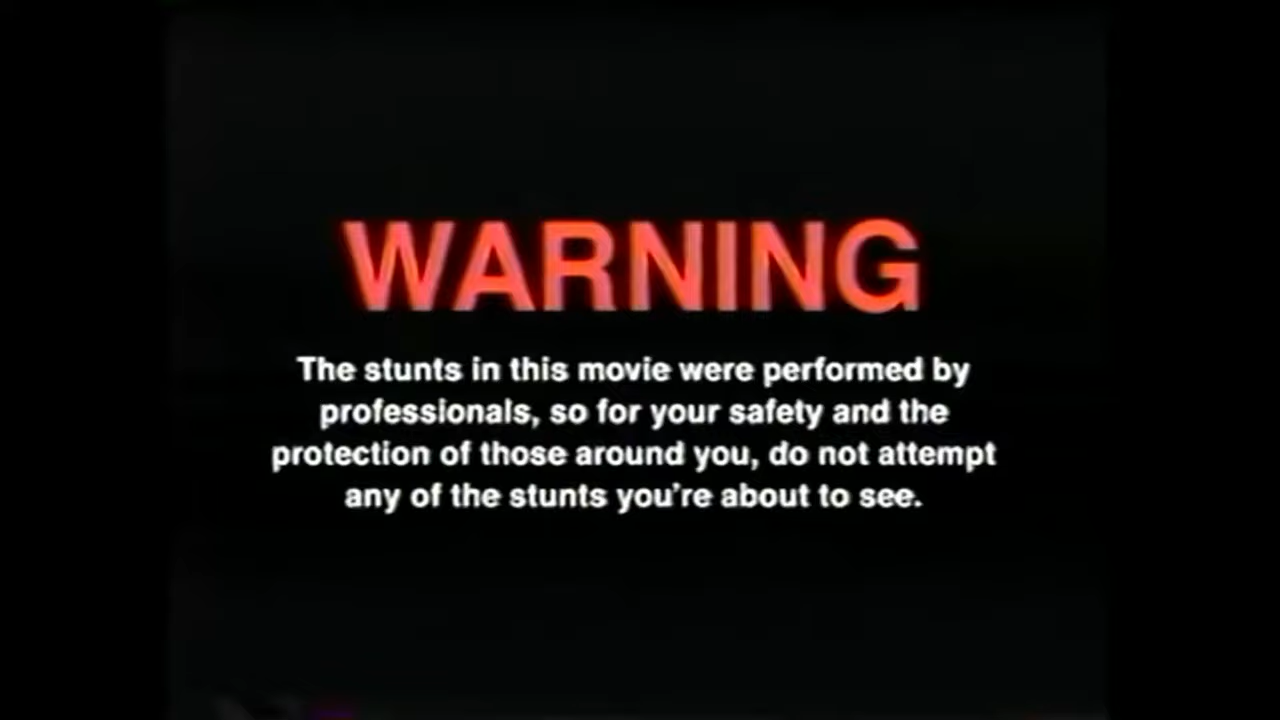 WARNING
The stunts in this movie were performed by
professionals, so for your safety and the
protection of those around you, do not attempt
any of the stunts you're about to see.